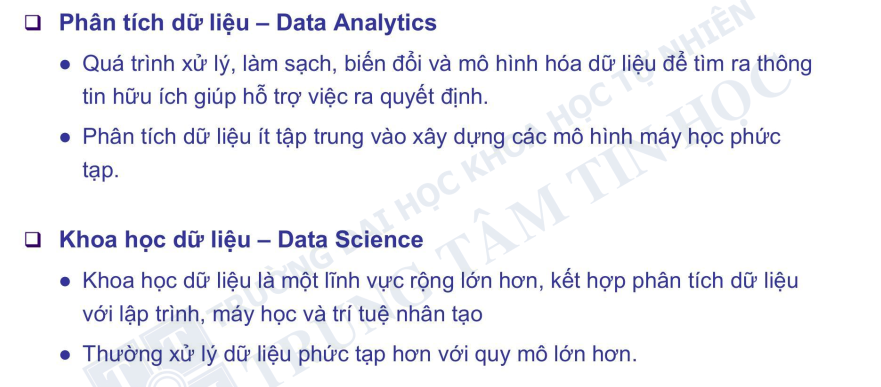 ❑ Phân tích dữ liệu – Data Analytics
● Quá trình xử lý, làm sạch, biến đổi và mô hình hóa dữ liệu để tìm ra thông
tin hữu ích giúp hỗ trợ việc ra quyết định.
● Phân tích dữ liệu ít tập trung vào xây dựng các mô hình máy học phức
tạp.
❑ Khoa học dữ liệu – Data Science
● Khoa học dữ liệu là một lĩnh vực rộng lớn hơn, kết hợp phân tích dữ liệu
với lập trình, máy học và trí tuệ nhân tạo
● Thường xử lý dữ liệu phức tạp hơn với quy mô lớn hơn.
TRƯỜNG ĐẠI HỌC KHOA HỌC TỰ NHIÊN
TRUNG TÂM TIN HỌC